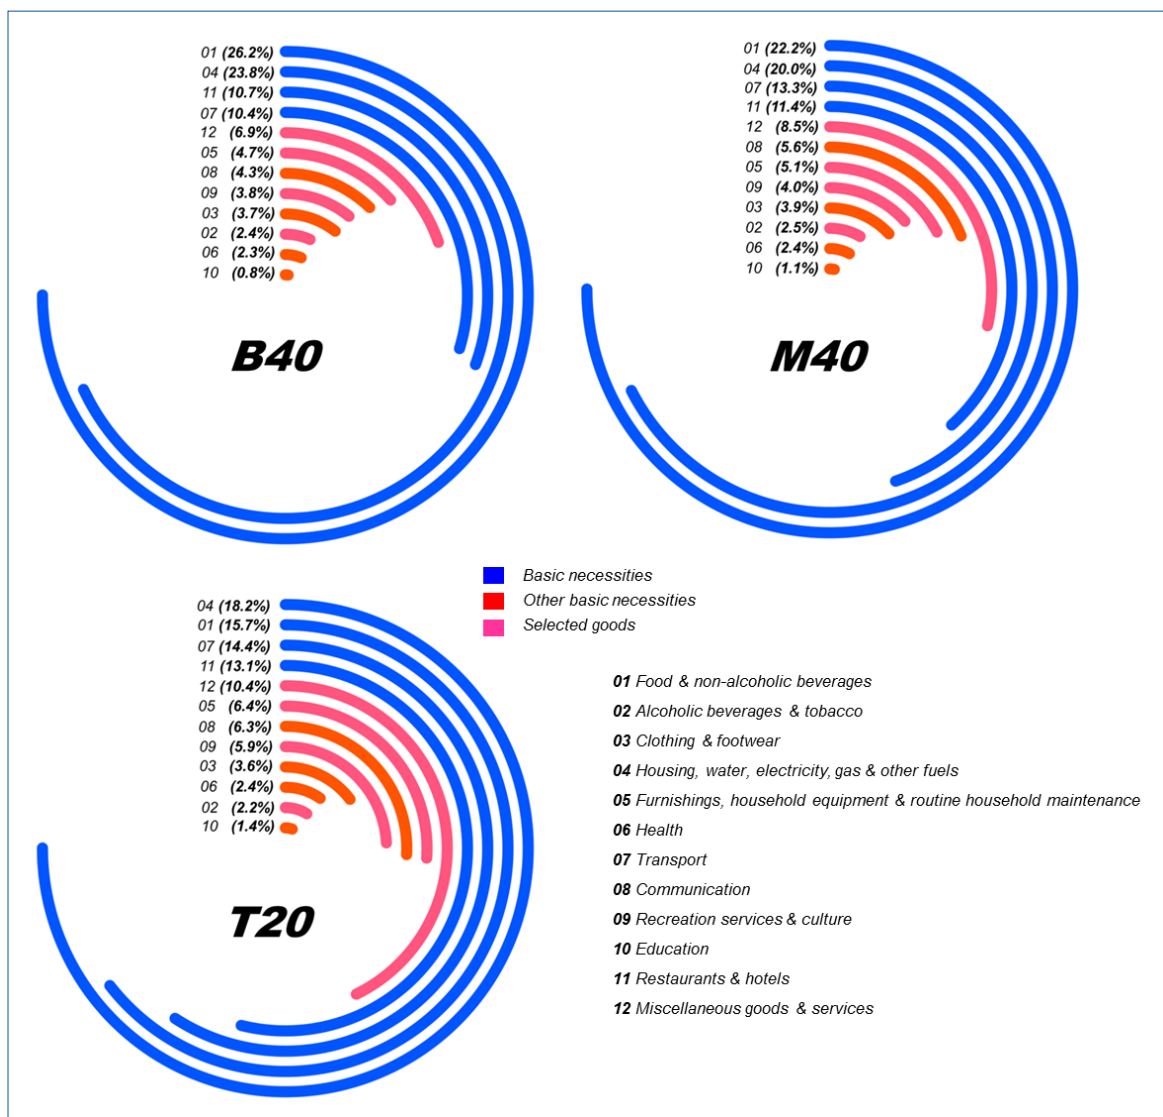 01 (26.2%)
04 (23.8%)
11 (10.7%)
07 (10.4%)
12 (6.9%)
05 (4.7%)
08 (4.3%)
09 (3.8%)
03 (3.7%)
02 (2.4%)
06 (2.3%)
10 (0.8%)
B40
01 (22.2%)
04 (20.0%)
07 (13.3%)
11 (11.4%)
12 (8.5%)
08 (5.6%)
05 (5.1%)
09 (4.0%)
03 (3.9%)
02 (2.5%)
06 (2.4%)
10 (1.1%)
M40
04 (18.2%)
01 (15.7%)
07 (14.4%)
11 (13.1%)
12 (10.4%)
05 (6.4%)
08 (6.3%)
09 (5.9%)
03 (3.6%)
06 (2.4%)
02 (2.2%)
10 (1.4%)
T20
Basic necessities
Other basic necessities
Selected goods
01 Food & non-alcoholic beverages
02 Alcoholic beverages & tobacco
03 Clothing & footwear
04 Housing, water, electricity, gas & other fuels
05 Furnishings, household equipment & routine household maintenance
06 Health
07 Transport
08 Communication
09 Recreation services & culture
10 Education
11 Restaurants & hotels
12 Miscellaneous goods & services